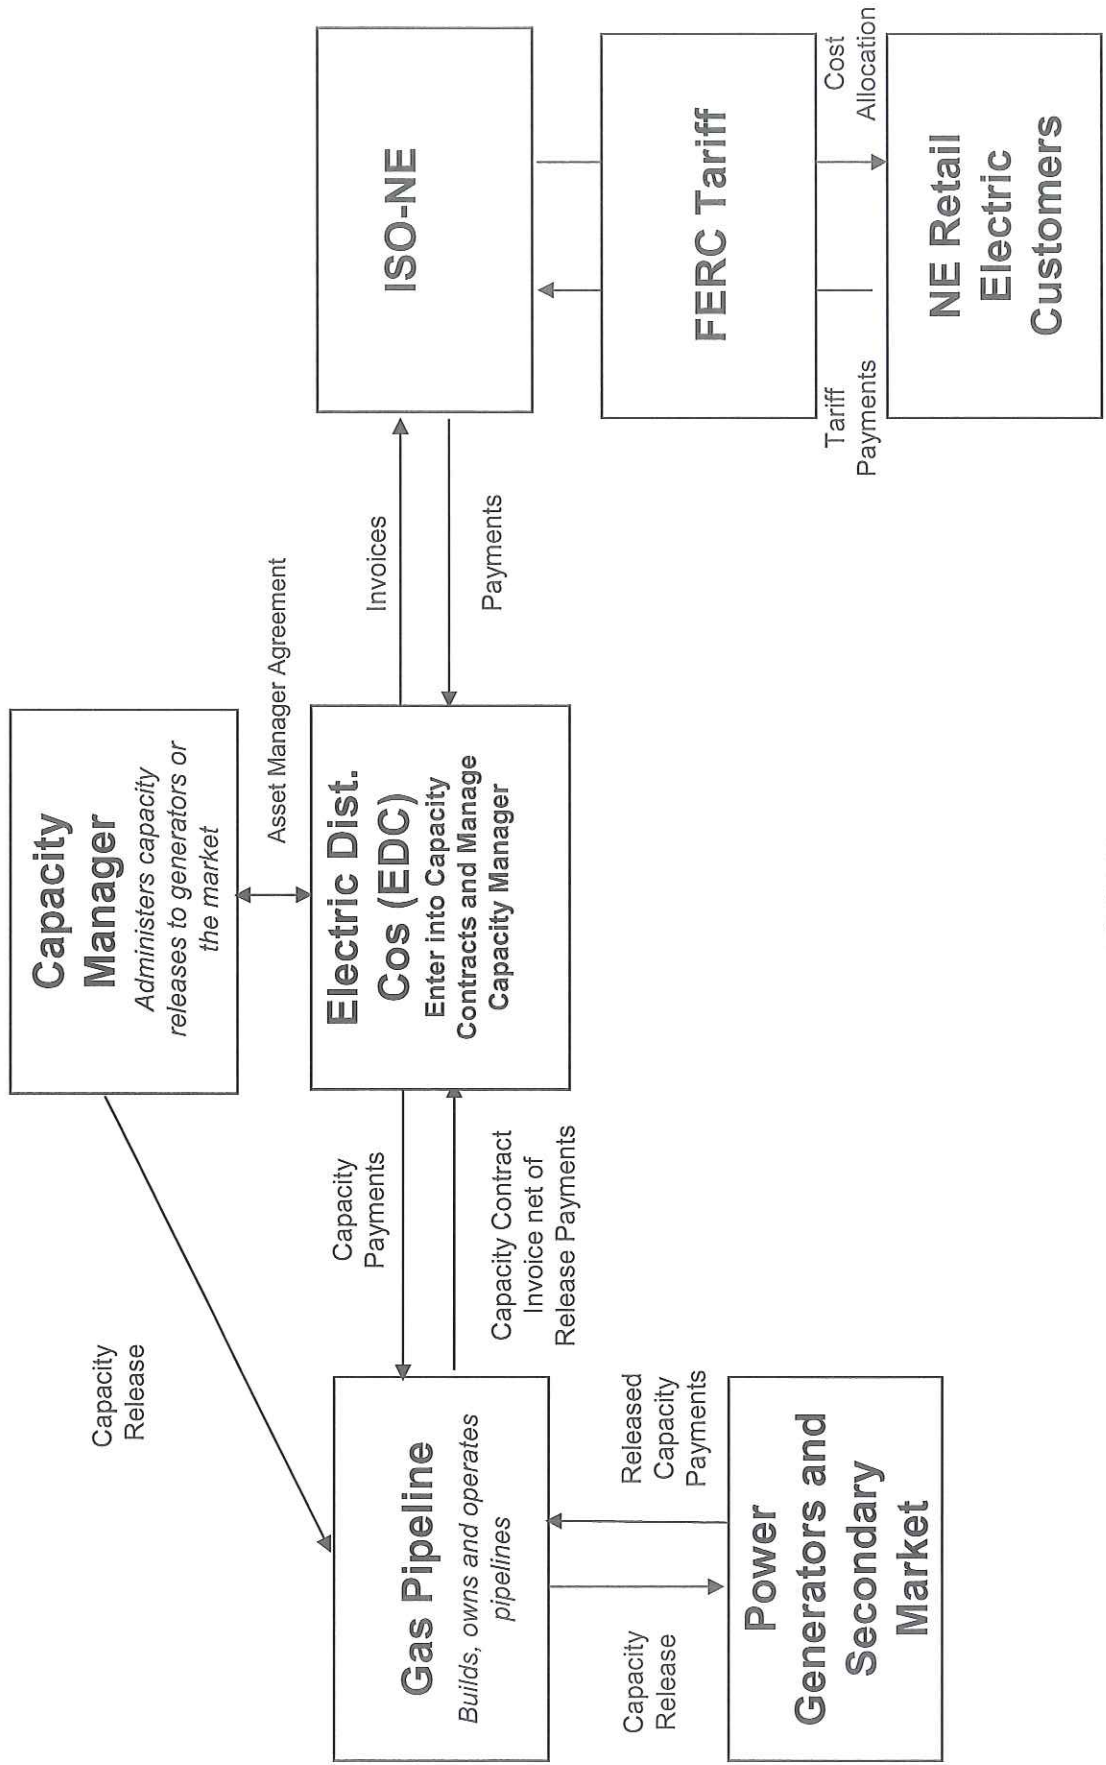 Capacity
Manager
Administers capacity
releases to generators or
the market
Capacity
Release
Asset Manager Agreement
Gas Pipeline
Builds, owns and operates
pipelines
Capacity
Payments
Capacity Contract
Invoice net of
Release Payments
Electric Dist.
Cos (EDC)
Enter into Capacity
Contracts and Manage
Capacity Manager
Invoices
Payments
ISO-NE
Capacity
Release
Released
Capacity
Payments
Power
Generators and
Secondary
Market
FERC Tariff
Tariff
Payments
Cost
Allocation
NE Retail
Electric
Customers